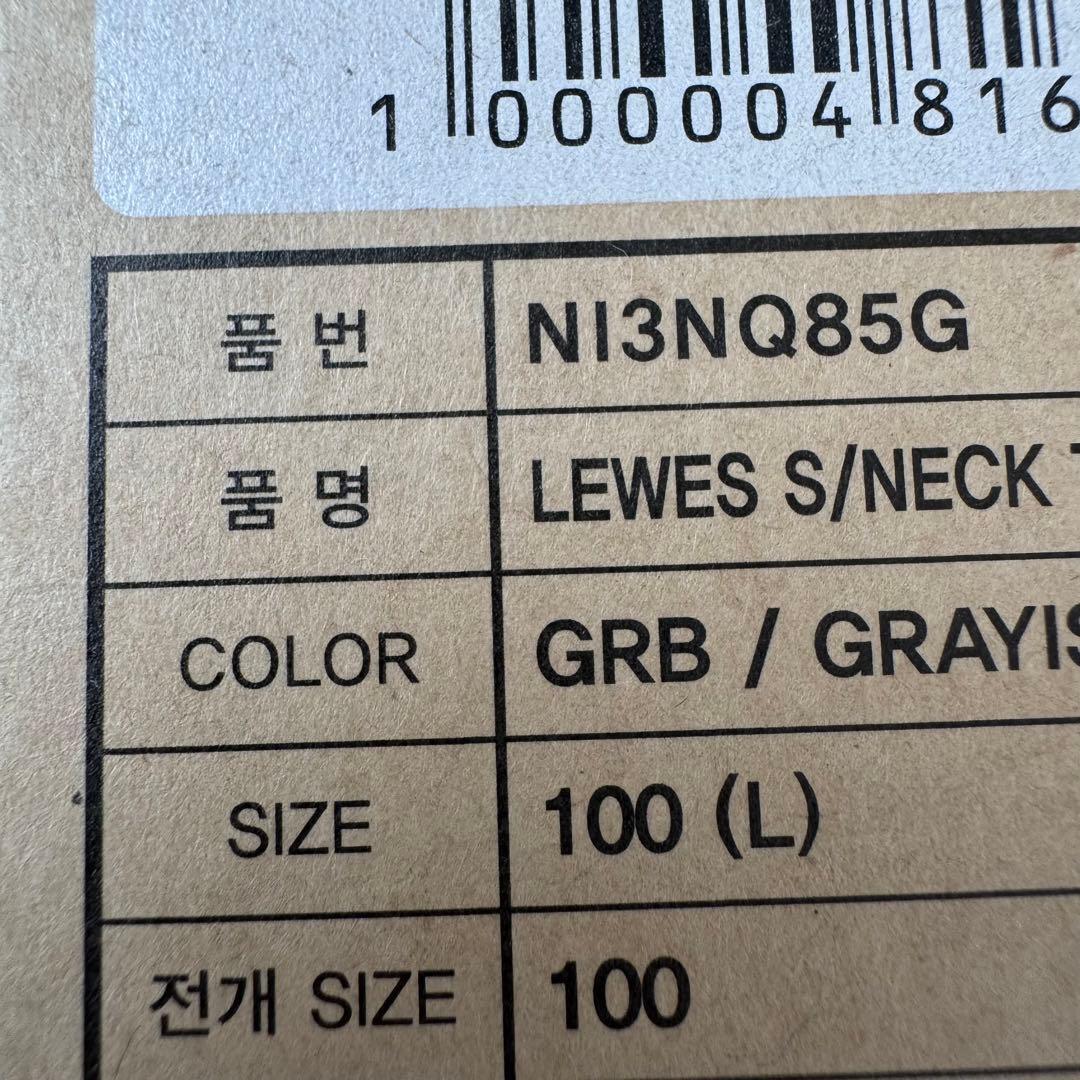 1 000004 816
품 번 NI3NQ85G
품 명 LEWES S/NECK
COLOR GRB / GRAYIS
SIZE 100 (L)
전개 SIZE 100